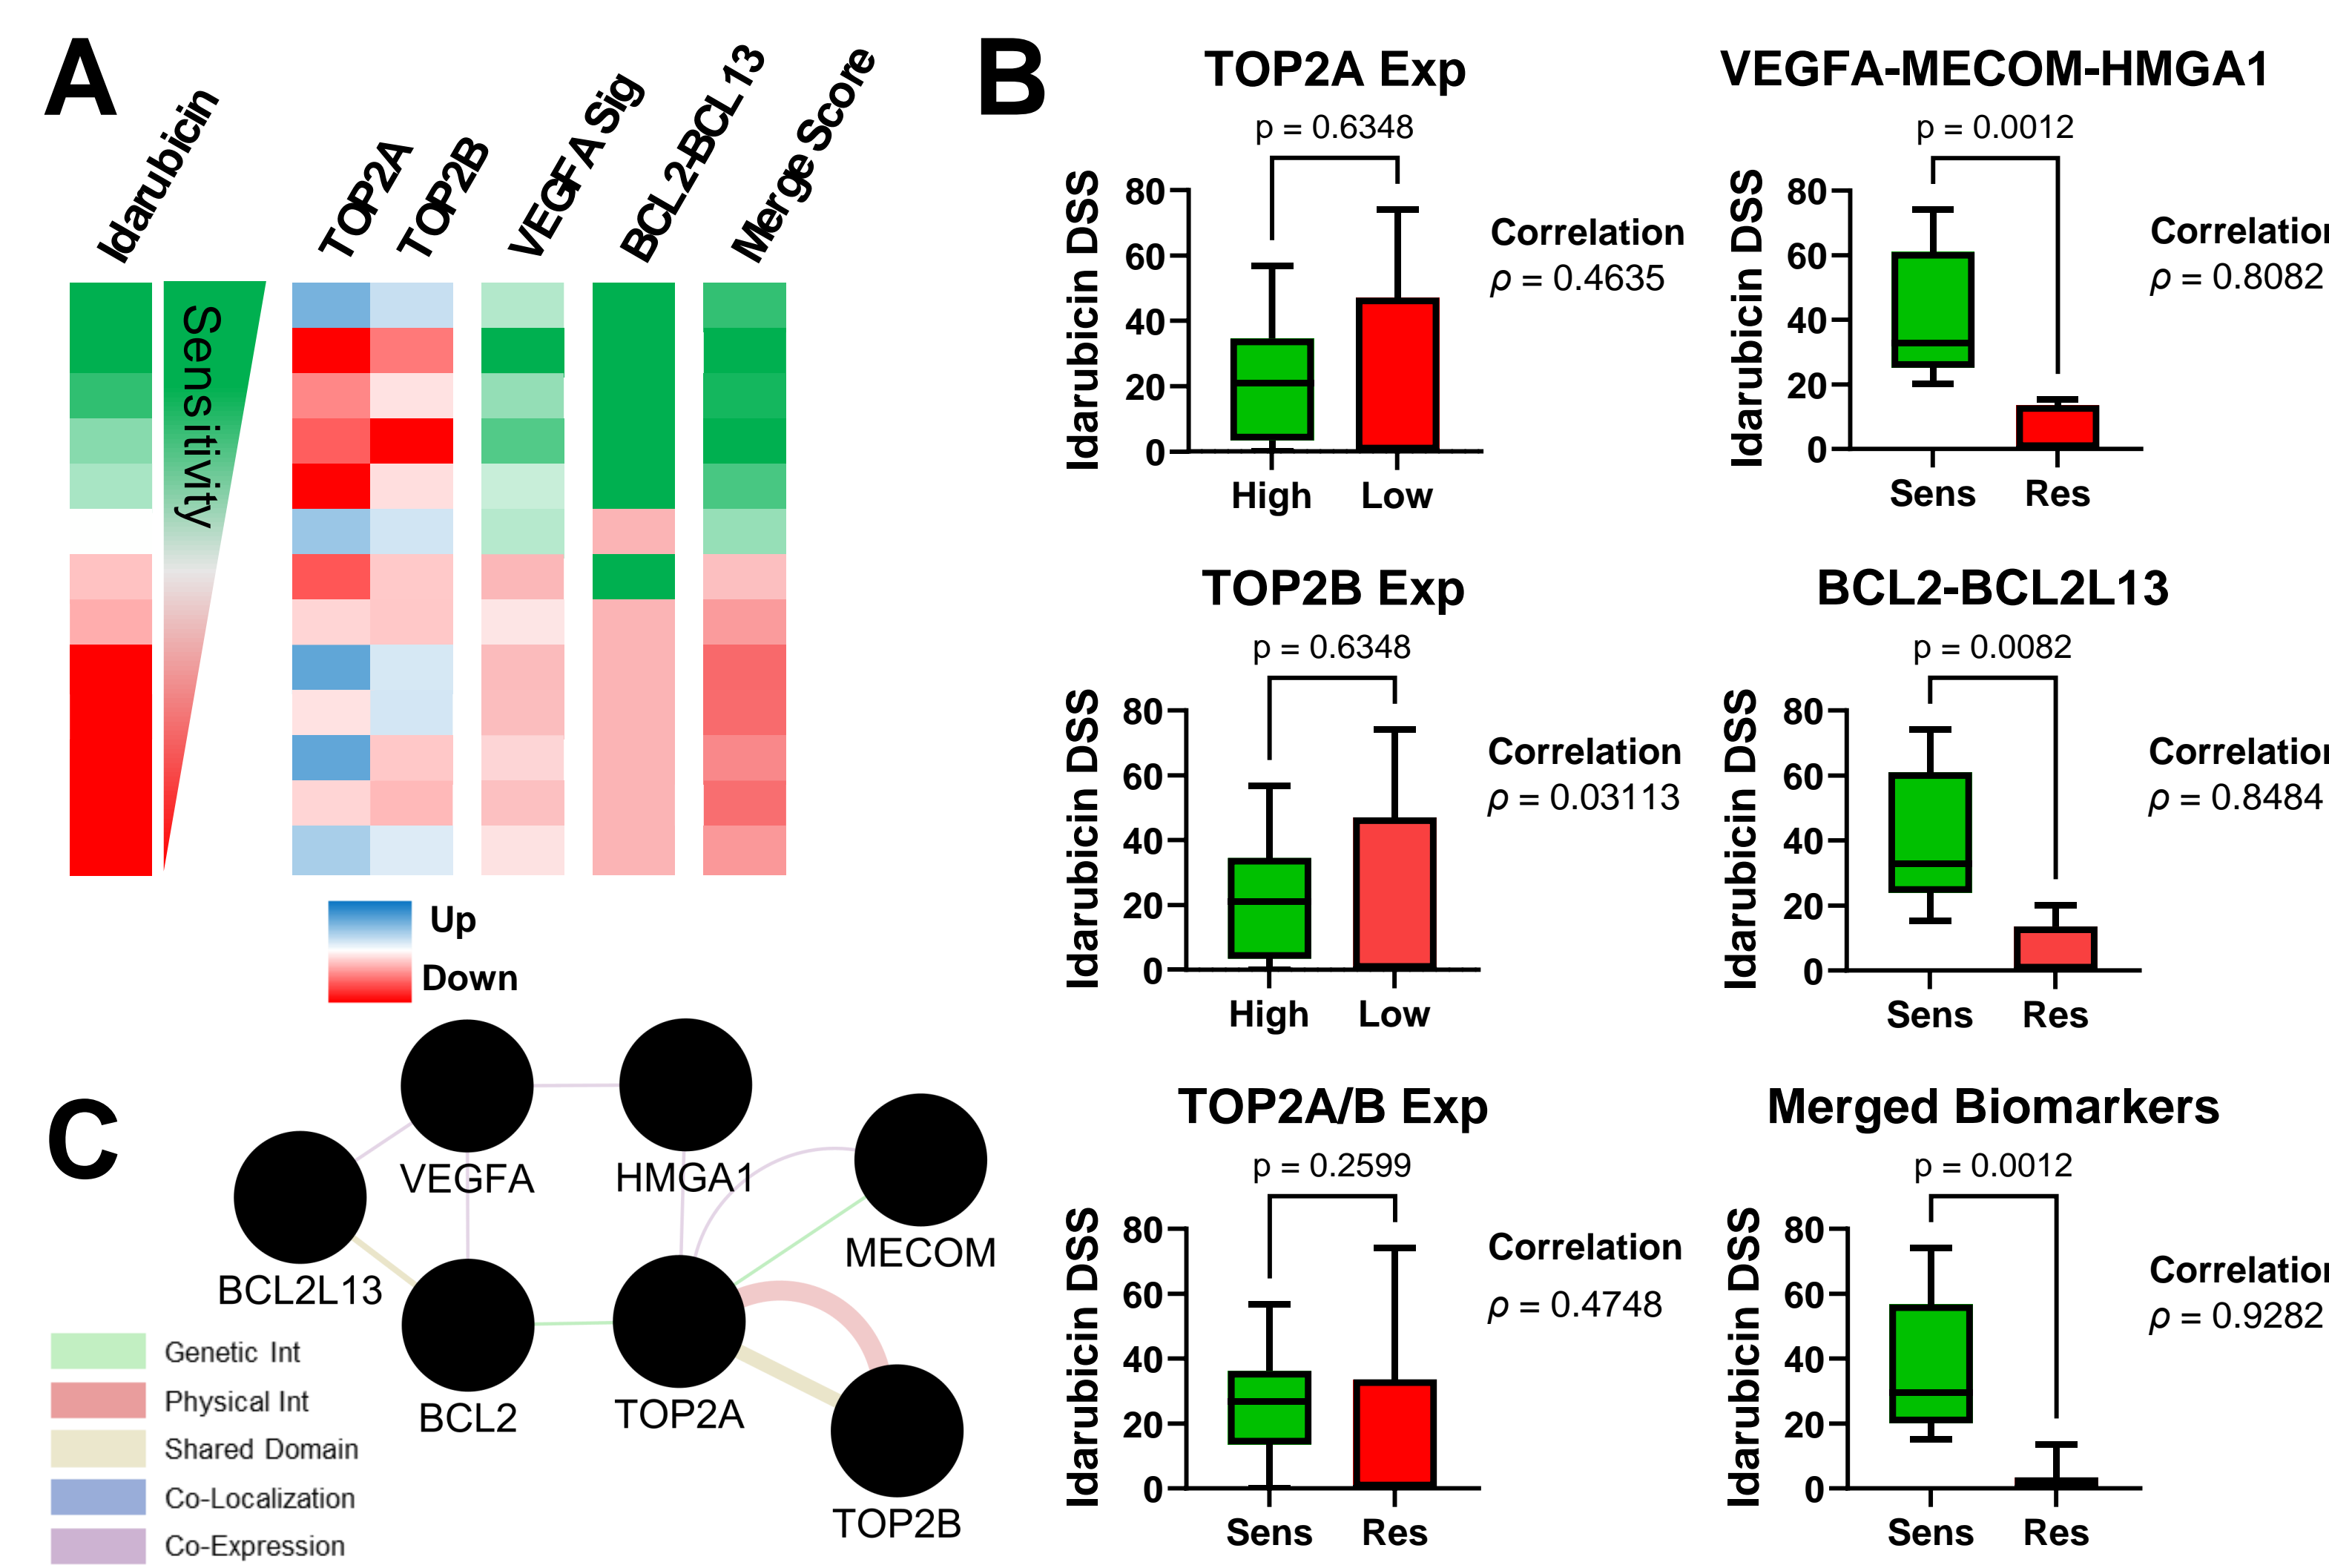 A
Idarubicin
TOP2A
TOP2B
VEGFA Sig
BCL2-BCL13
Merge Score
Sensitivity
Up
Down
B
TOP2A Exp
p = 0.6348
Idarubicin DSS
80
60
40
20
0
High Low
Correlation
ρ = 0.4635
VEGFA-MECOM-HMGA1
p = 0.0012
Idarubicin DSS
80
60
40
20
0
Sens Res
Correlation
ρ = 0.8082
TOP2B Exp
p = 0.6348
Idarubicin DSS
80
60
40
20
0
High Low
Correlation
ρ = 0.03113
BCL2-BCL2L13
p = 0.0082
Idarubicin DSS
80
60
40
20
0
Sens Res
Correlation
ρ = 0.8484
TOP2A/B Exp
p = 0.2599
Idarubicin DSS
80
60
40
20
0
Sens Res
Correlation
ρ = 0.4748
Merged Biomarkers
p = 0.0012
Idarubicin DSS
80
60
40
20
0
Sens Res
Correlation
ρ = 0.9282
C
VEGFA
HMGA1
MECOM
BCL2L13
BCL2
TOP2A
TOP2B
Genetic Int
Physical Int
Shared Domain
Co-Localization
Co-Expression